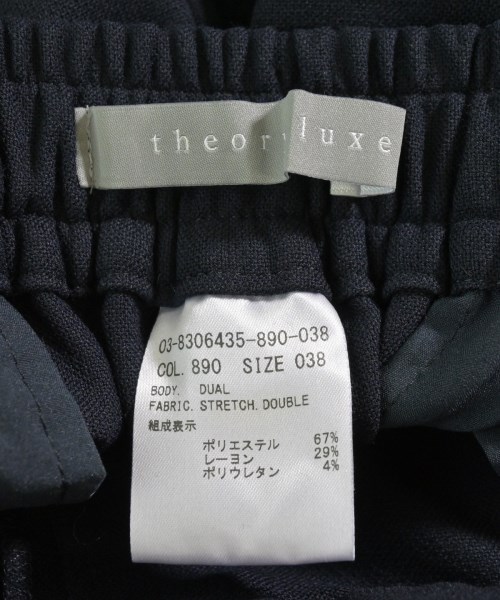 theory luxe
03-8306435-890-038
COL. 890 SIZE 038
BODY. DUAL
FABRIC. STRETCH. DOUBLE
組成表示
ポリエステル 67%
レーヨン 29%
ポリウレタン 4%